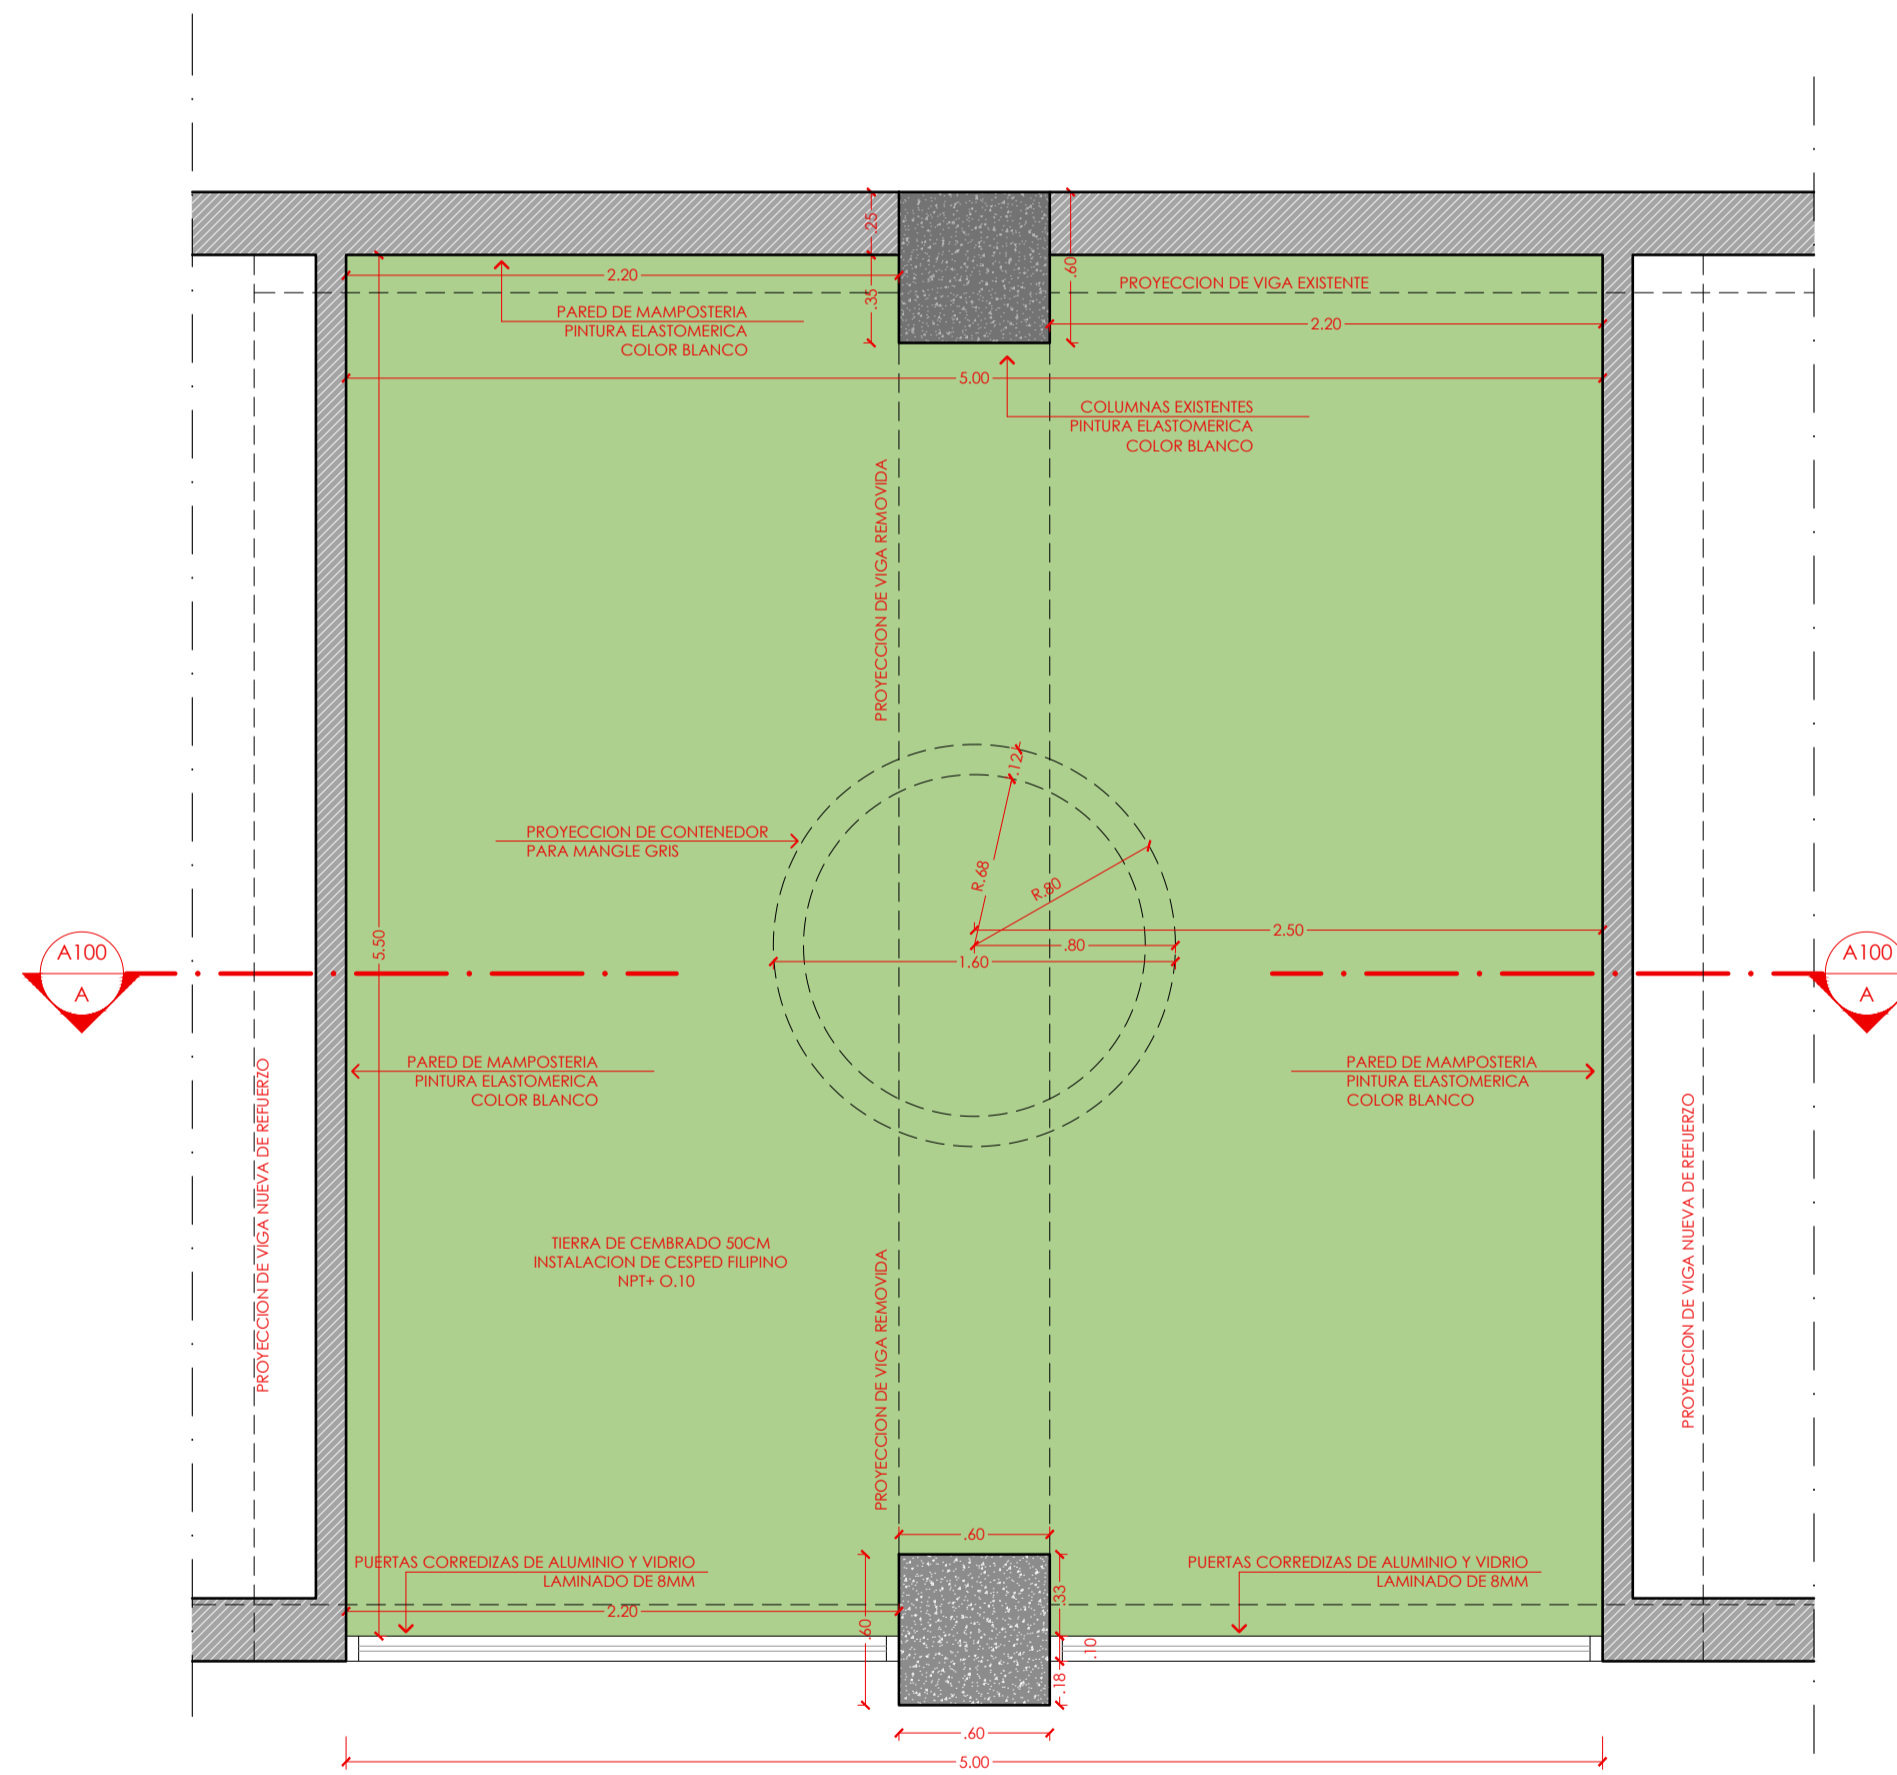 .25
.60
2.20
.35
PROYECCION DE VIGA EXISTENTE
PARED DE MAMPOSTERIA
PINTURA ELASTOMERICA
COLOR BLANCO
2.20
5.00
COLUMNAS EXISTENTES
PINTURA ELASTOMERICA
COLOR BLANCO
PROYECCION DE VIGA REMOVIDA
.12
PROYECCION DE CONTENEDOR
PARA MANGLE GRIS
R.68
R.80
5.50
2.50
.80
1.60
A100
A
A100
A
PARED DE MAMPOSTERIA
PINTURA ELASTOMERICA
COLOR BLANCO
PARED DE MAMPOSTERIA
PINTURA ELASTOMERICA
COLOR BLANCO
PROYECCION DE VIGA NUEVA DE REFUERZO
PROYECCION DE VIGA NUEVA DE REFUERZO
TIERRA DE CEMBRADO 50CM
INSTALACION DE CESPED FILIPINO
NPT+ O.10
PROYECCION DE VIGA REMOVIDA
.60
PUERTAS CORREDIZAS DE ALUMINIO Y VIDRIO
LAMINADO DE 8MM
PUERTAS CORREDIZAS DE ALUMINIO Y VIDRIO
LAMINADO DE 8MM
2.20
.60
.33
.10
.18
.60
5.00